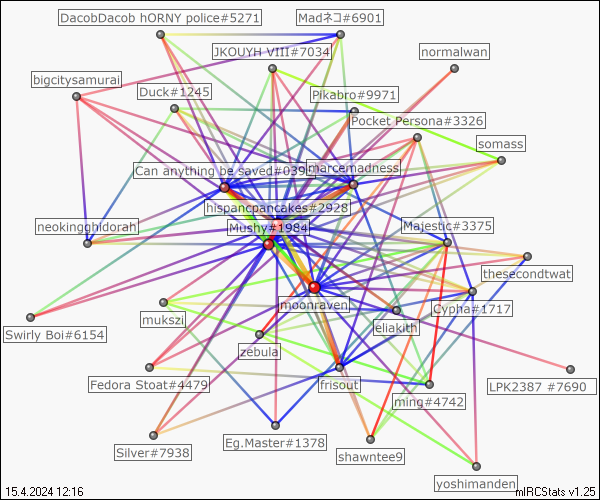 DacobDacob hORNY police#5271
Madネコ#6901
JKOUYH VIII#7034
normalwan
bigcitysamurai
Duck#1245
Pikabro#9971
Pocket Persona#3326
somass
Can anything be saved#039
marcemadness
hispancpancakes#2928
neokingghidorah
Mushy#1984
Majestic#3375
thesecondtwat
moonraven
Cypha#1717
mukszi
eliakith
Swirly Boi#6154
zebula
Fedora Stoat#4479
frisout
LPK2387 #7690
ming#4742
Eg.Master#1378
Silver#7938
shawntee9
yoshimanden
15.4.2024 12:16
mIRCStats v1.25